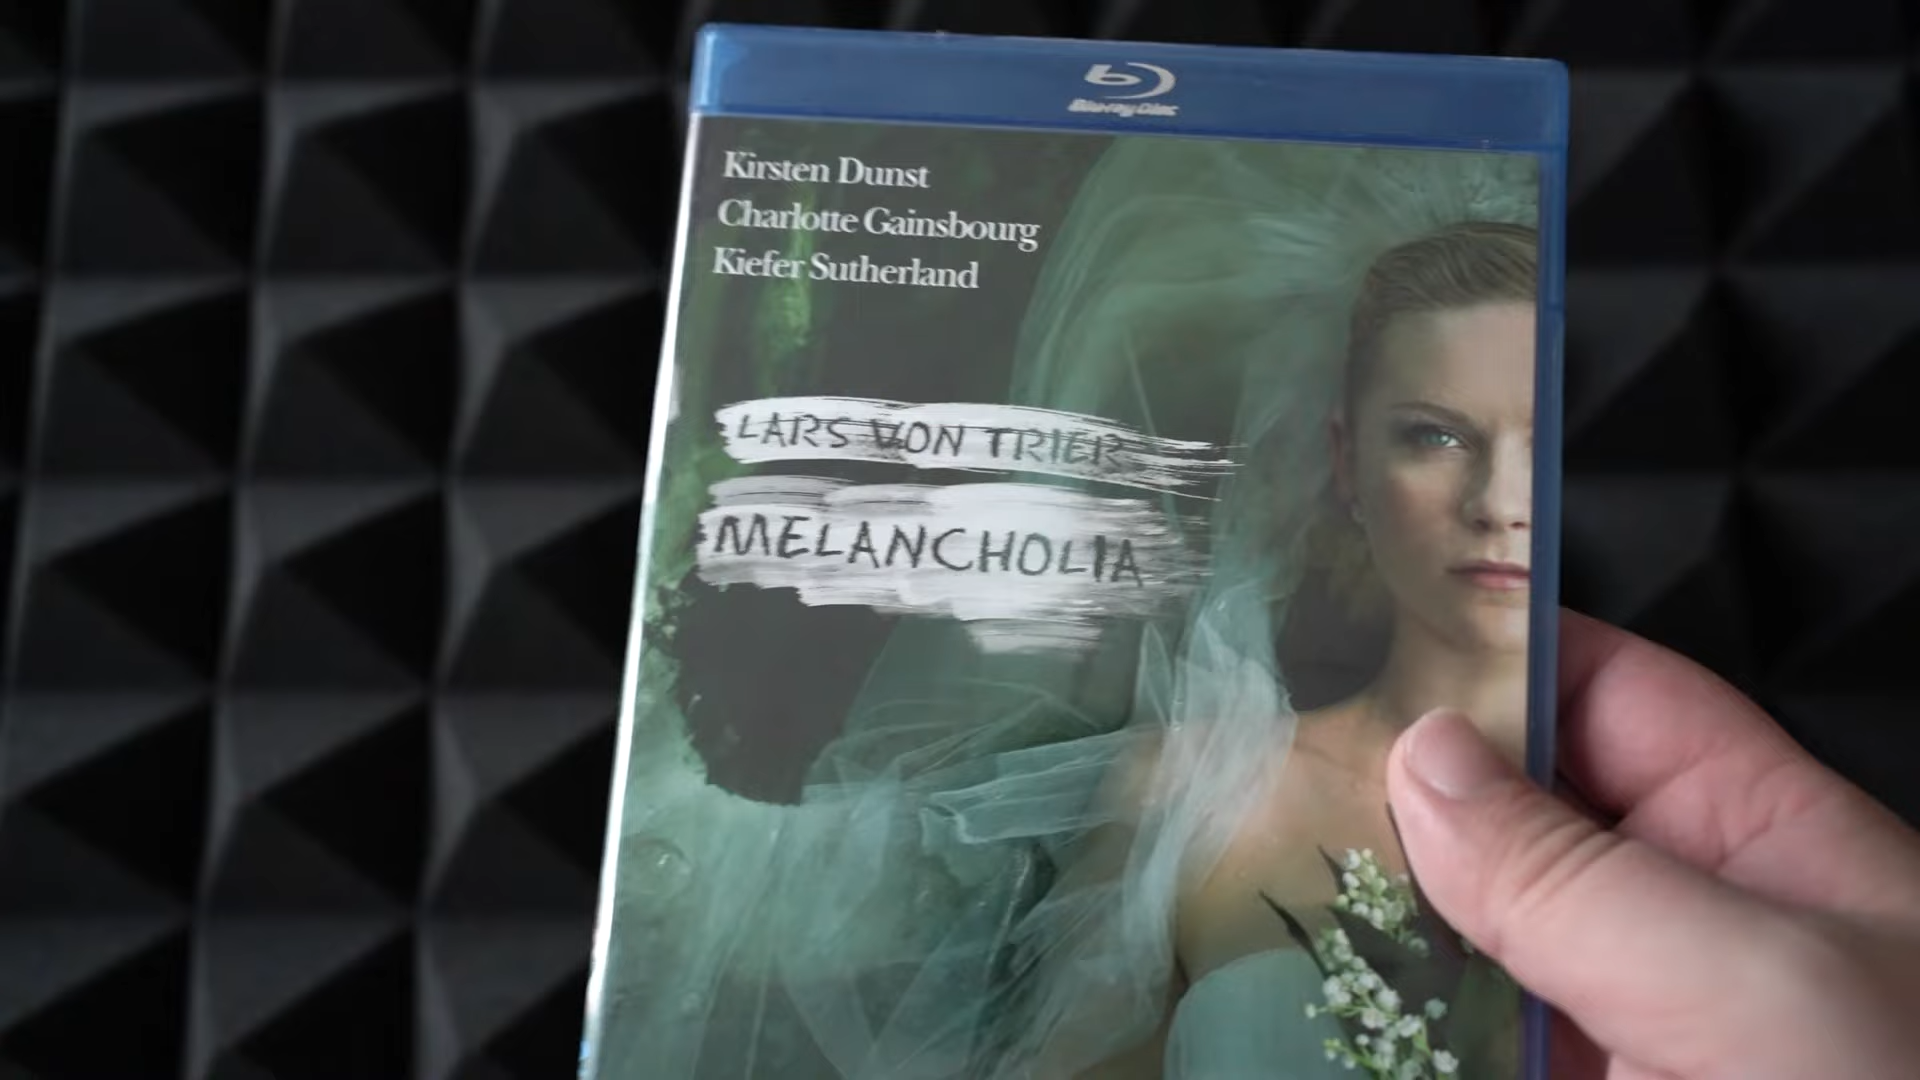 Blu-ray Disc
Kirsten Dunst
Charlotte Gainsbourg
Kiefer Sutherland
LARS VON TRIER
MELANCHOLIA